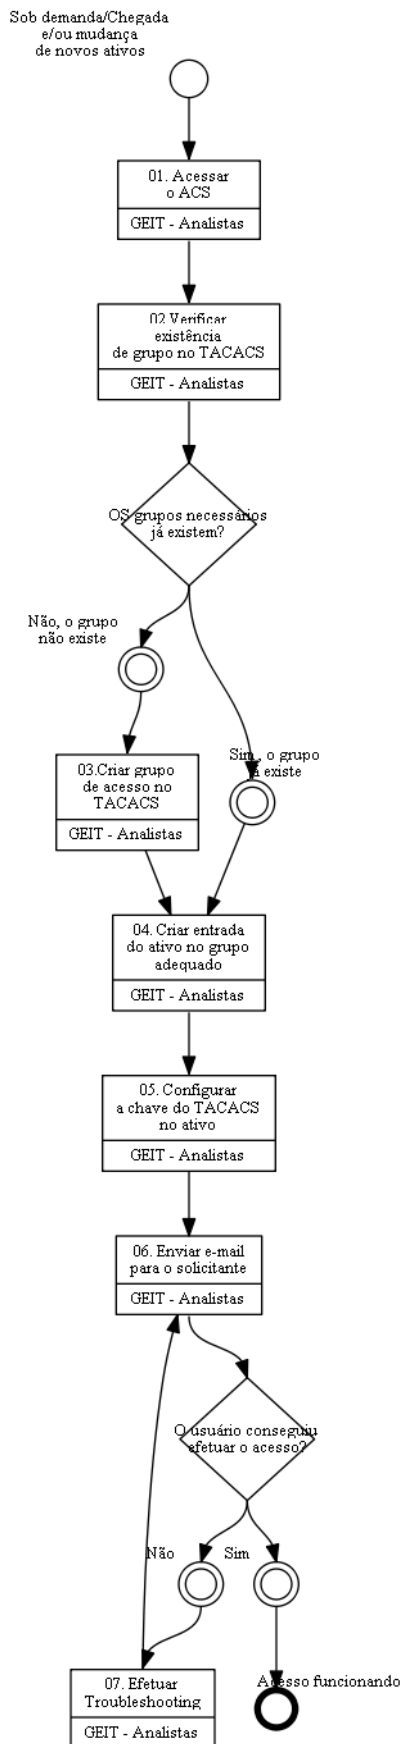 Sob demanda/Chegada
e/ou mudança
de novos ativos
01. Acessar
o ACS
GEIT - Analistas
02 Verificar
existência
de grupo no TACACS
GEIT - Analistas
OS grupos necessários
já existem?
Não, o grupo
não existe
Sim, o grupo
já existe
03.Criar grupo
de acesso no
TACACS
GEIT - Analistas
04. Criar entrada
do ativo no grupo
adequado
GEIT - Analistas
05. Configurar
a chave do TACACS
no ativo
GEIT - Analistas
06. Enviar e-mail
para o solicitante
GEIT - Analistas
O usuário conseguiu
efetuar o acesso?
Não
Sim
Acesso funcionando
07. Efetuar
Troubleshooting
GEIT - Analistas